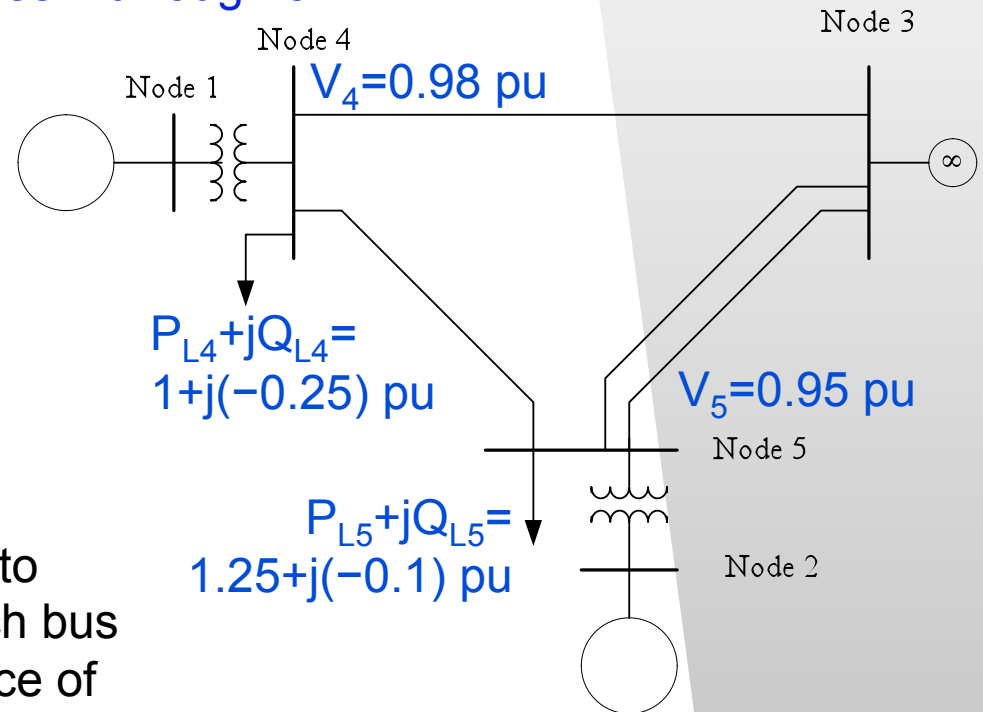 Node 3
Node 4
V4=0.98 pu
Node 1
∞
PL4+jQL4=
1+j(−0.25) pu
V5=0.95 pu
Node 5
PL5+jQL5=
1.25+j(−0.1) pu
Node 2
to
bus
of